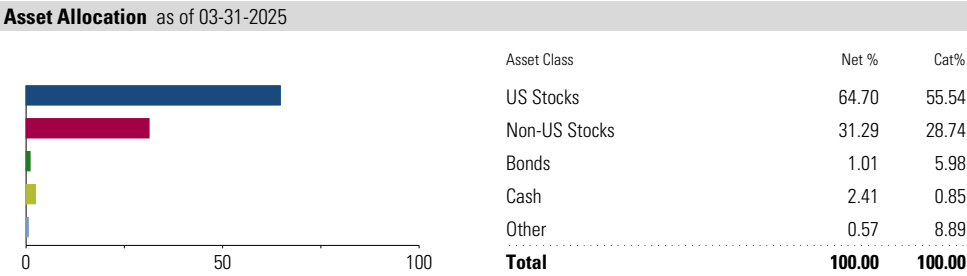 Asset Allocation as of 03-31-2025
Asset Class Net % Cat%
US Stocks 64.70 55.54
Non-US Stocks 31.29 28.74
Bonds 1.01 5.98
Cash 2.41 0.85
Other 0.57 8.89
0 50 100 Total 100.00 100.00